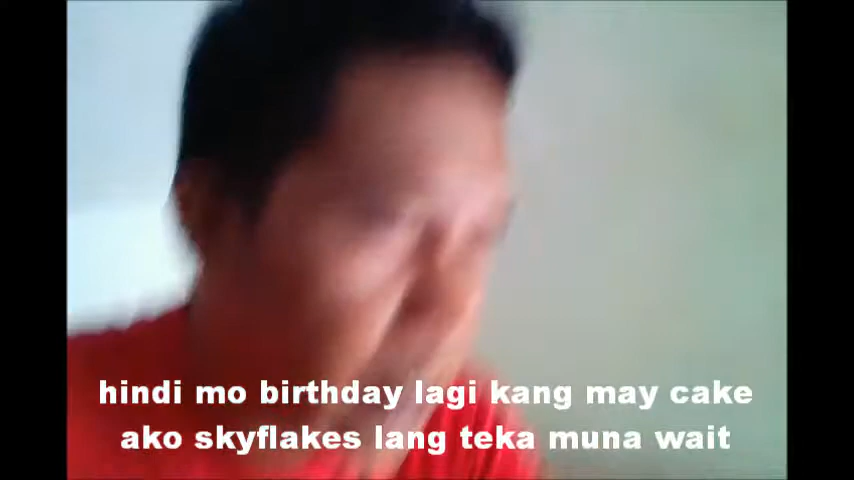 hindi mo birthday lagi kang may cake
ako skyflakes lang teka muna wait